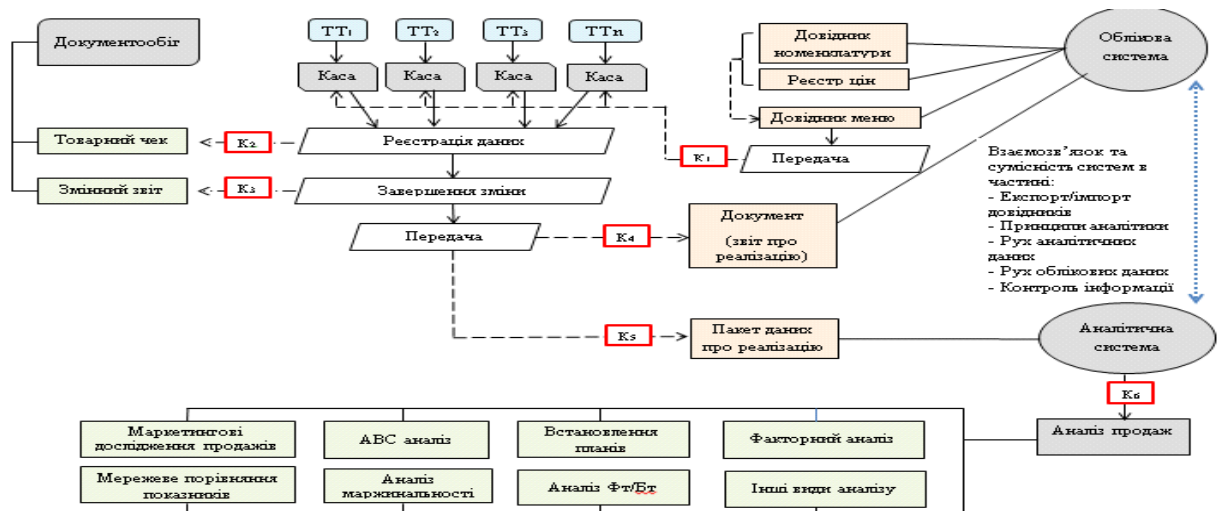 Документообіг
ТТ1
ТТ2
ТТ3
ТТn
Каса
Каса
Каса
Каса
Довідник
номенклатури
Реєстр цін
Довідник меню
Передача
Облікова
система
К1
Товарний чек
К2
Реєстрація даних
Змінний звіт
К3
Завершення зміни
Передача
К4
Документ
(звіт про
реалізацію)
Взаємозв’язок та
сумісність систем в
частині:
- Експорт/імпорт
довідників
- Принципи аналітики
- Рух аналітичних
даних
- Рух облікових даних
- Контроль інформації
К5
Пакет даних
про реалізацію
Аналітична
система
К6
Аналіз продаж
Маркетингові
дослідження продажів
АВС аналіз
Встановлення
планів
Факторний аналіз
Мережеве порівняння
показників
Аналіз
маржинальності
Аналіз Фт/Бт
Інші види аналізу